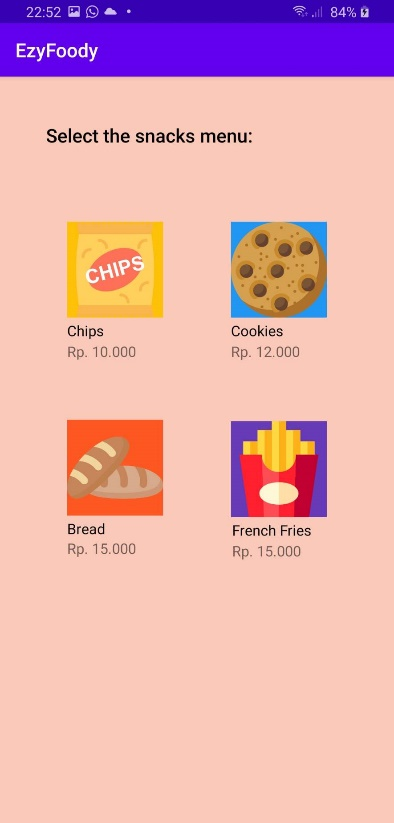 22:52 84%
EzyFoody
Select the snacks menu:
CHIPS
Chips
Rp. 10.000
Cookies
Rp. 12.000
Bread
Rp. 15.000
French Fries
Rp. 15.000